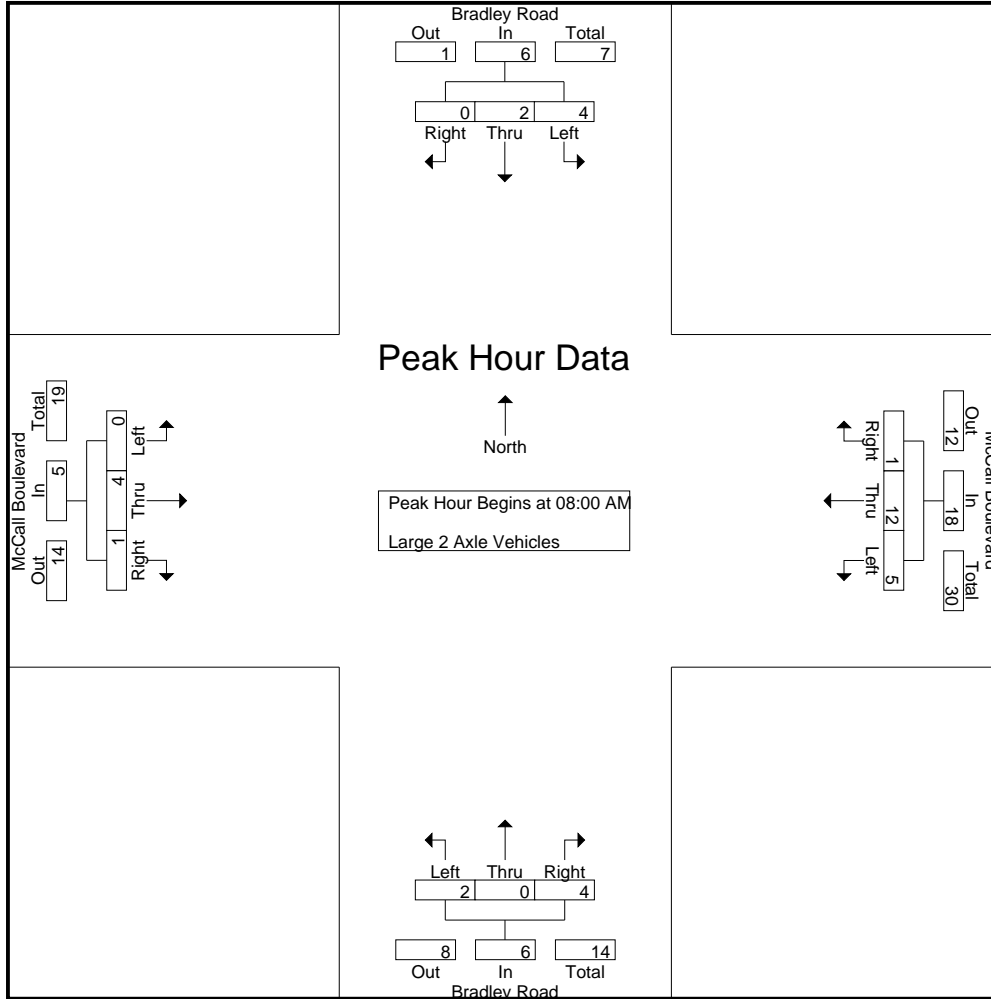 Bradley Road
Out In Total
1 6 7
0 2 4
Right Thru Left
Peak Hour Data
North
Peak Hour Begins at 08:00 AM
Large 2 Axle Vehicles
McCall Boulevard
Total In Out
19 5 14
0 4 1
Left Thru Right
Right Thru Left
1 12 5
Out In Total
12 18 30
McCall Boulevard
Left Thru Right
2 0 4
8 6 14
Out In Total
Bradley Road